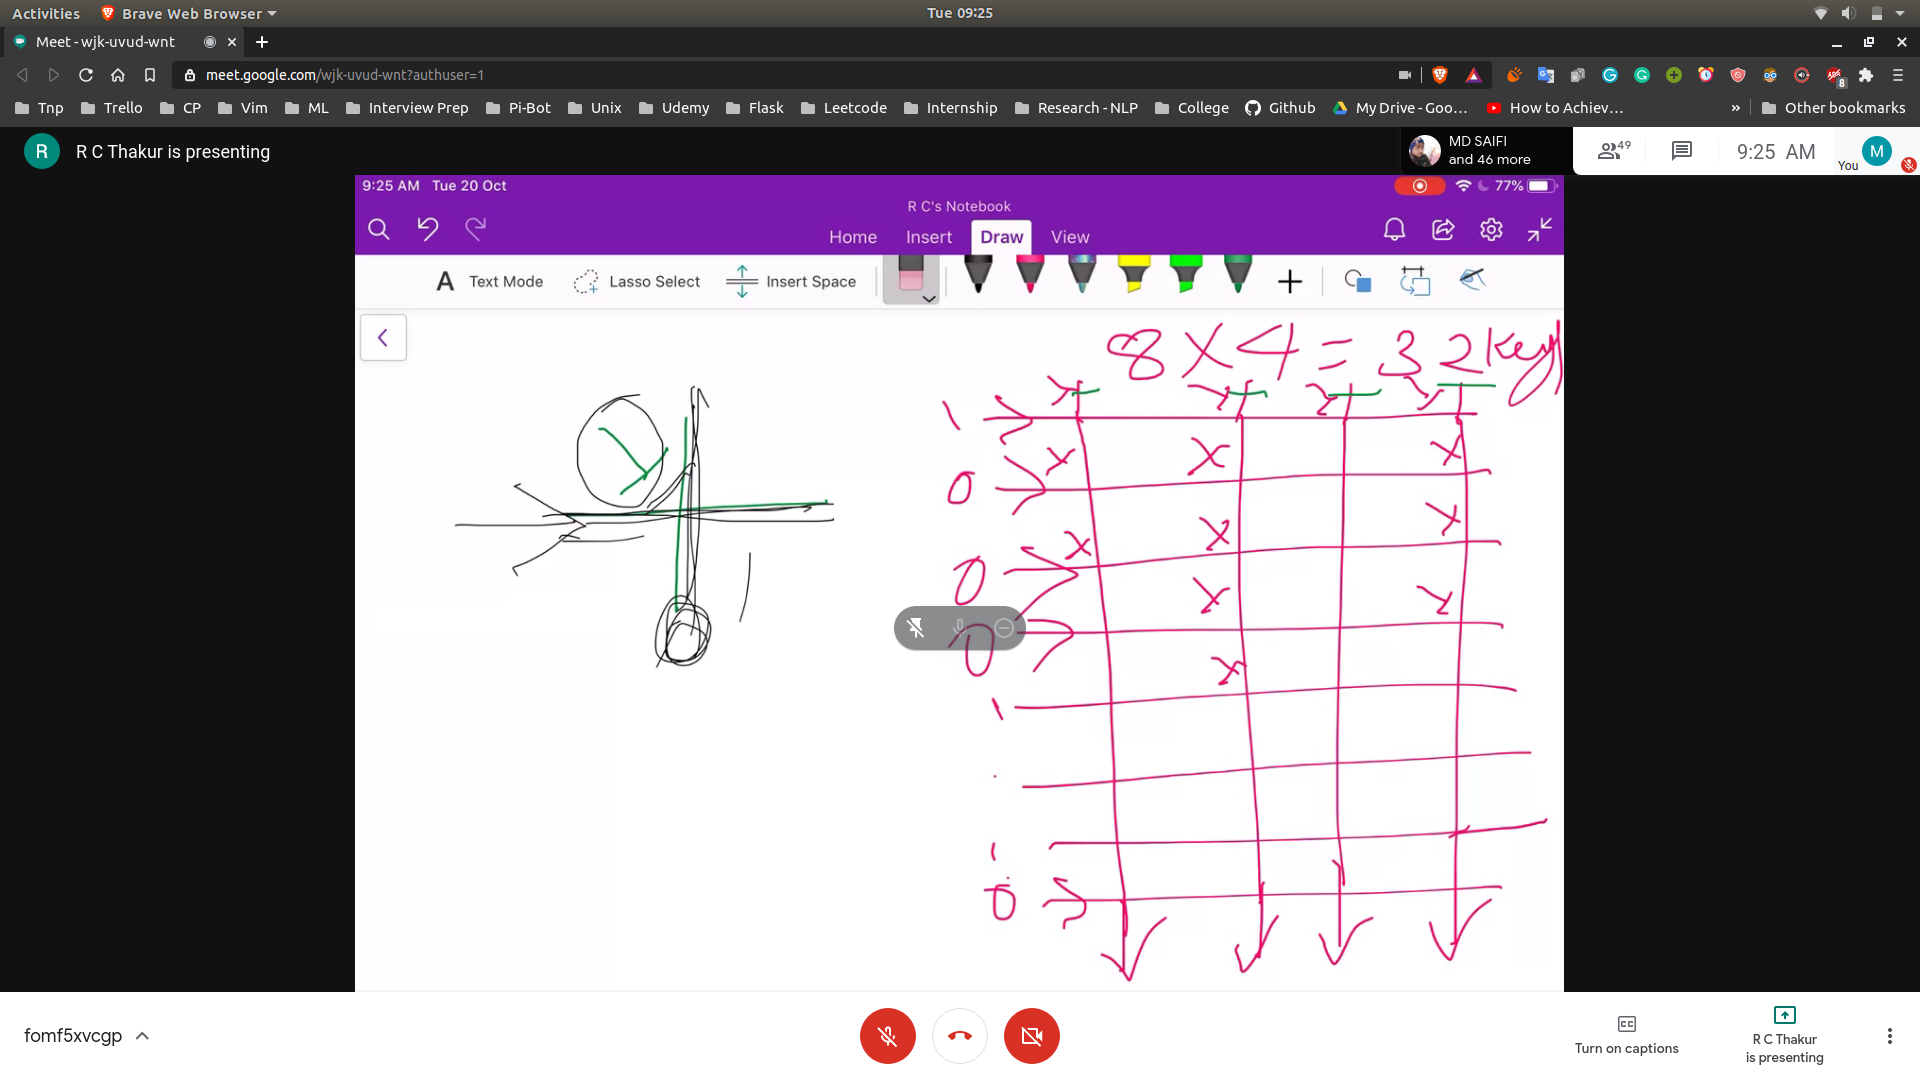 Activities Brave Web Browser Tue 09:25
Meet - wjk-uvud-wnt
meet.google.com/wjk-uvud-wnt?authuser=1
8
Tnp Trello CP Vim ML Interview Prep Pi-Bot Unix Udemy Flask Leetcode Internship Research - NLP College Github My Drive - Goo... How to Achiev... » Other bookmarks
R R C Thakur is presenting
MD SAIFI
and 46 more
49
9:25 AM
You M
9:25 AM Tue 20 Oct
77%
R C's Notebook
Home Insert Draw View
A Text Mode Lasso Select Insert Space
8 X 4 = 32 key
1
x x x
0
x x x
0
x x
0
x
1
1
0
fomf5xvcgp
CC
Turn on captions
R C Thakur
is presenting